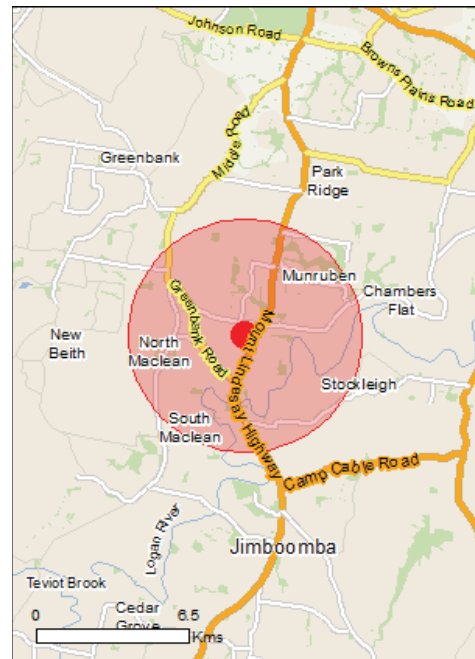 Johnson Road
Browns Plains Road
Middle Road
Greenbank
Park
Ridge
Munruben
Chambers
Flat
Greenbank Road
New
Beith
North
Maclean
Mount Lindesay Highway
Stockleigh
South
Maclean
Camp Cable Road
Logan River
Jimboomba
Teviot Brook
Cedar
Grove
0
6.5
Kms